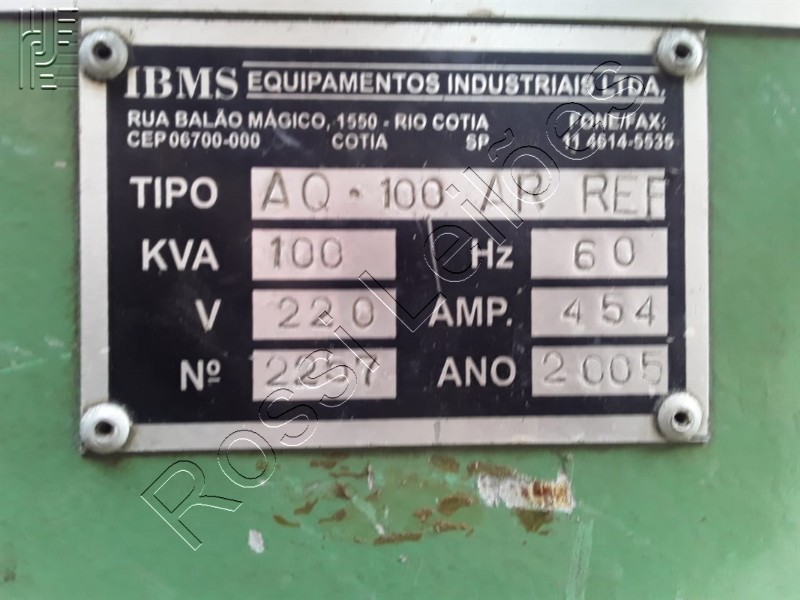 IBMS EQUIPAMENTOS INDUSTRIAIS LTDA.
RUA BALÃO MÁGICO, 1550 - RIO COTIA FONE/FAX:
CEP 06700-000 COTIA SP 11 4614-5535
TIPO AQ - 100 AR REF
KVA 100 Hz 60
V 220 AMP. 454
Nº 2257 ANO 2005
Rossi Leilões